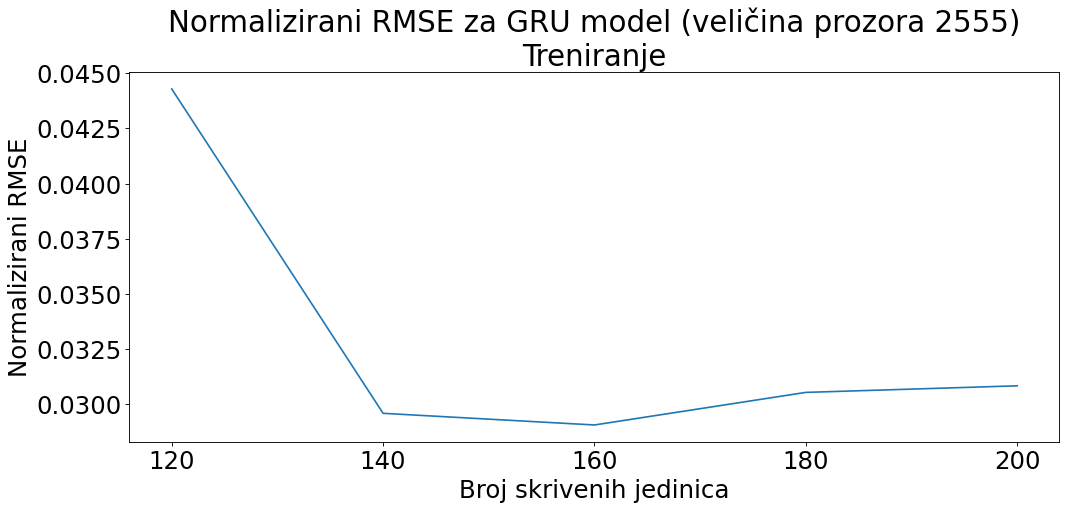 Normalizirani RMSE za GRU model (veličina prozora 2555)
Treniranje
0.0450
0.0425
0.0400
0.0375
0.0350
0.0325
0.0300
Normalizirani RMSE
120 140 160 180 200
Broj skrivenih jedinica